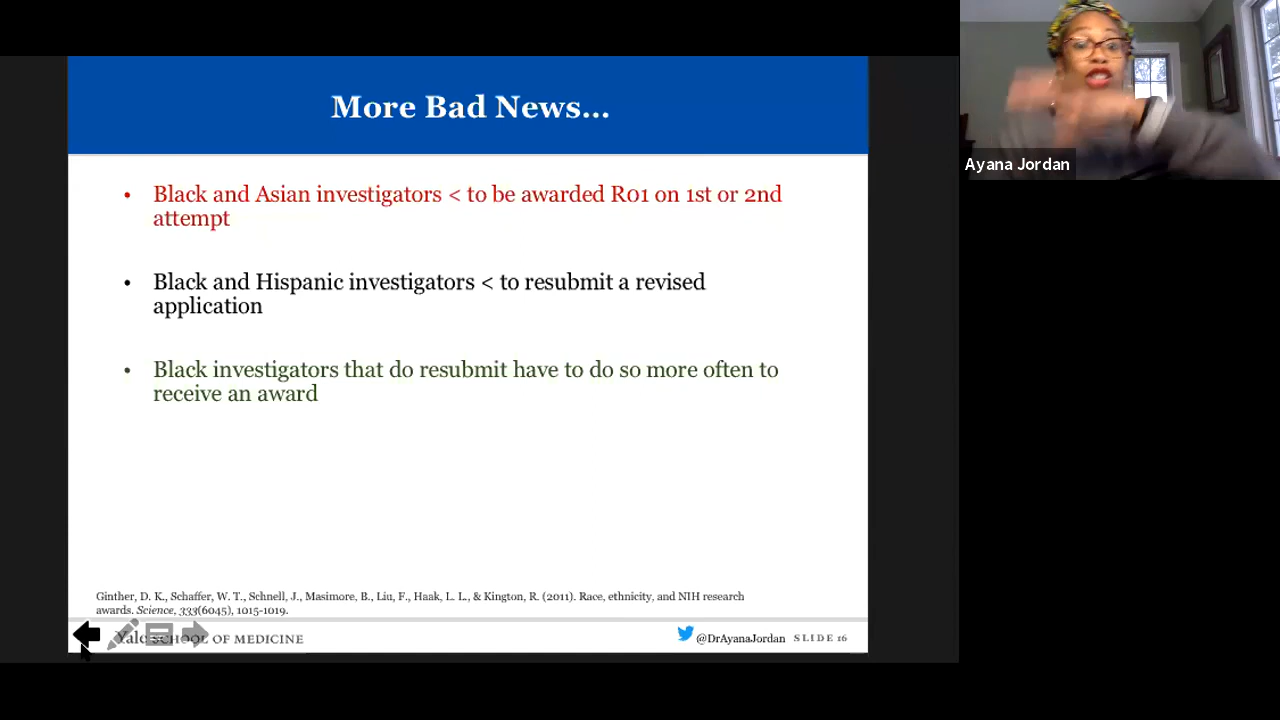 More Bad News...
Ayana Jordan
• Black and Asian investigators < to be awarded R01 on 1st or 2nd
attempt
• Black and Hispanic investigators < to resubmit a revised
application
• Black investigators that do resubmit have to do so more often to
receive an award
Ginther, D. K., Schaffer, W. T., Schnell, J., Masimore, B., Liu, F., Haak, L. L., & Kington, R. (2011). Race, ethnicity, and NIH research
awards. Science, 333(6045), 1015-1019.
Yale SCHOOL OF MEDICINE
@DrAyanaJordan SLIDE 16